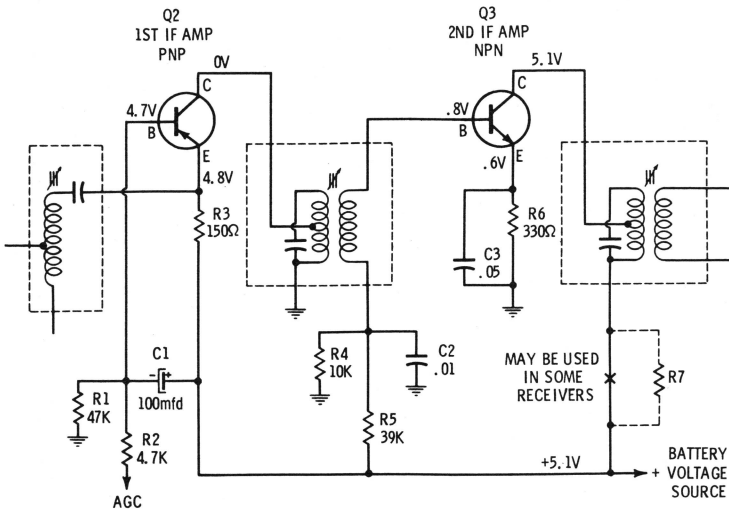 Q2
1ST IF AMP
PNP
Q3
2ND IF AMP
NPN
0V
5.1V
C
C
4.7V
B
.8V
B
E
4.8V
E
.6V
R3
150Ω
R6
330Ω
C3
.05
C1
- +
100mfd
R1
47K
R2
4.7K
AGC
R4
10K
C2
.01
R5
39K
MAY BE USED
IN SOME
RECEIVERS
R7
+5.1V
BATTERY
+ VOLTAGE
SOURCE